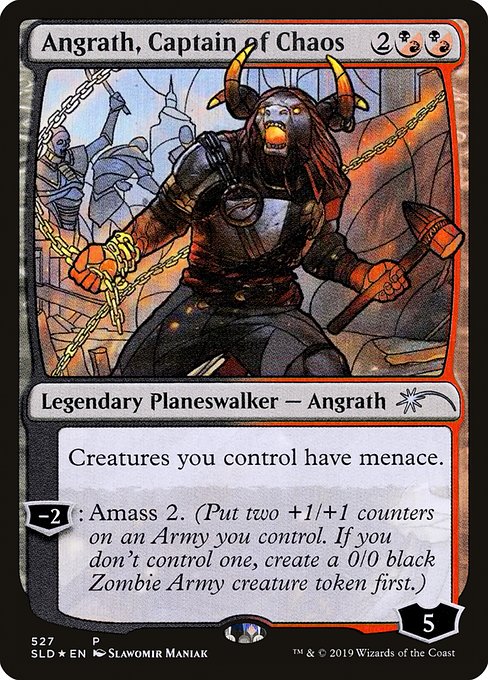 Angrath, Captain of Chaos 2
Legendary Planeswalker — Angrath
Creatures you control have menace.
−2: Amass 2. (Put two +1/+1 counters
on an Army you control. If you
don't control one, create a 0/0 black
Zombie Army creature token first.)
5
527 P
SLD★EN Slawomir Maniak
™ & © 2019 Wizards of the Coast